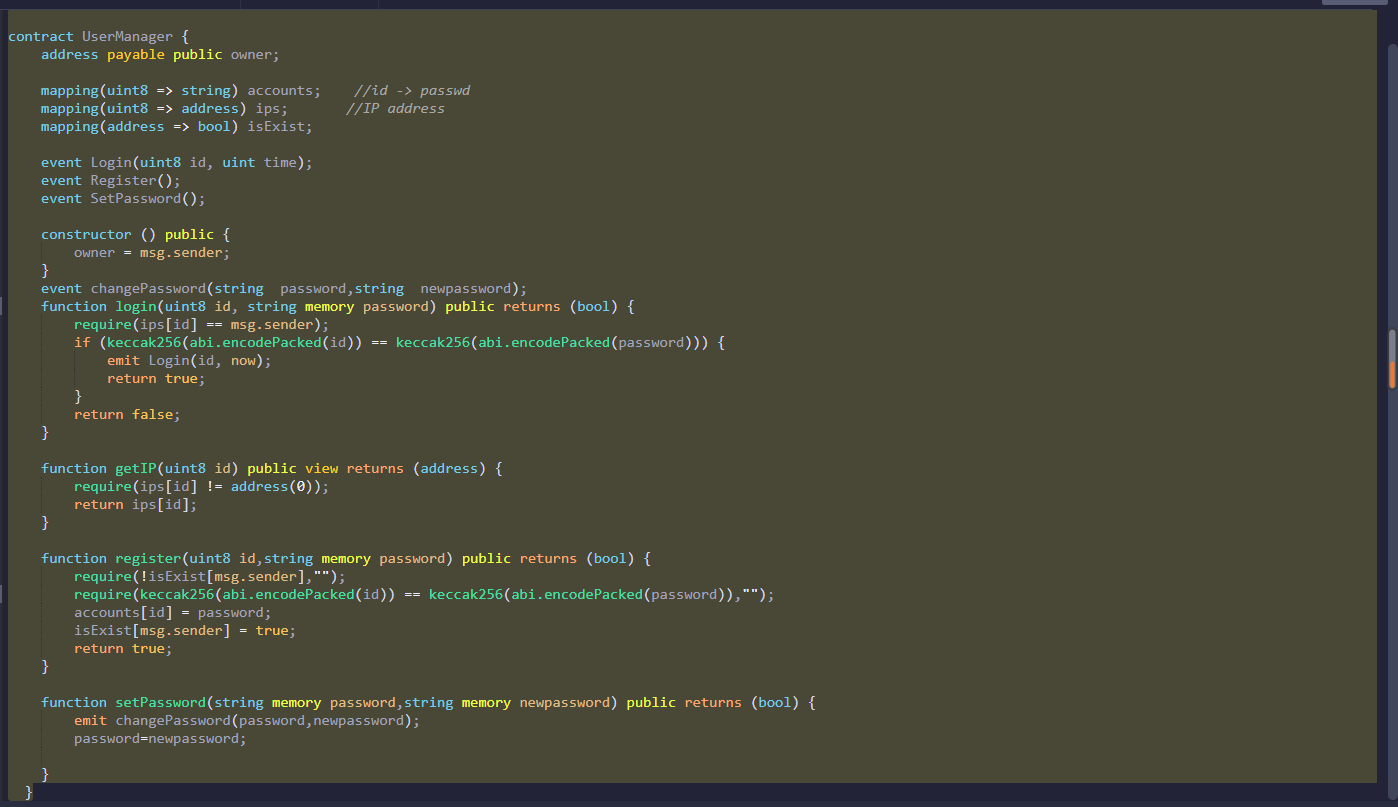 contract UserManager {
    address payable public owner;

    mapping(uint8 => string) accounts;    //id -> passwd
    mapping(uint8 => address) ips;       //IP address
    mapping(address => bool) isExist;

    event Login(uint8 id, uint time);
    event Register();
    event SetPassword();

    constructor () public {
        owner = msg.sender;
    }
    event changePassword(string  password,string  newpassword);
    function login(uint8 id, string memory password) public returns (bool) {
        require(ips[id] == msg.sender);
        if (keccak256(abi.encodePacked(id)) == keccak256(abi.encodePacked(password))) {
            emit Login(id, now);
            return true;
        }
        return false;
    }

    function getIP(uint8 id) public view returns (address) {
        require(ips[id] != address(0));
        return ips[id];
    }

    function register(uint8 id,string memory password) public returns (bool) {
        require(!isExist[msg.sender],"");
        require(keccak256(abi.encodePacked(id)) == keccak256(abi.encodePacked(password)),"");
        accounts[id] = password;
        isExist[msg.sender] = true;
        return true;
    }

    function setPassword(string memory password,string memory newpassword) public returns (bool) {
        emit changePassword(password,newpassword);
        password=newpassword;

    }
  }